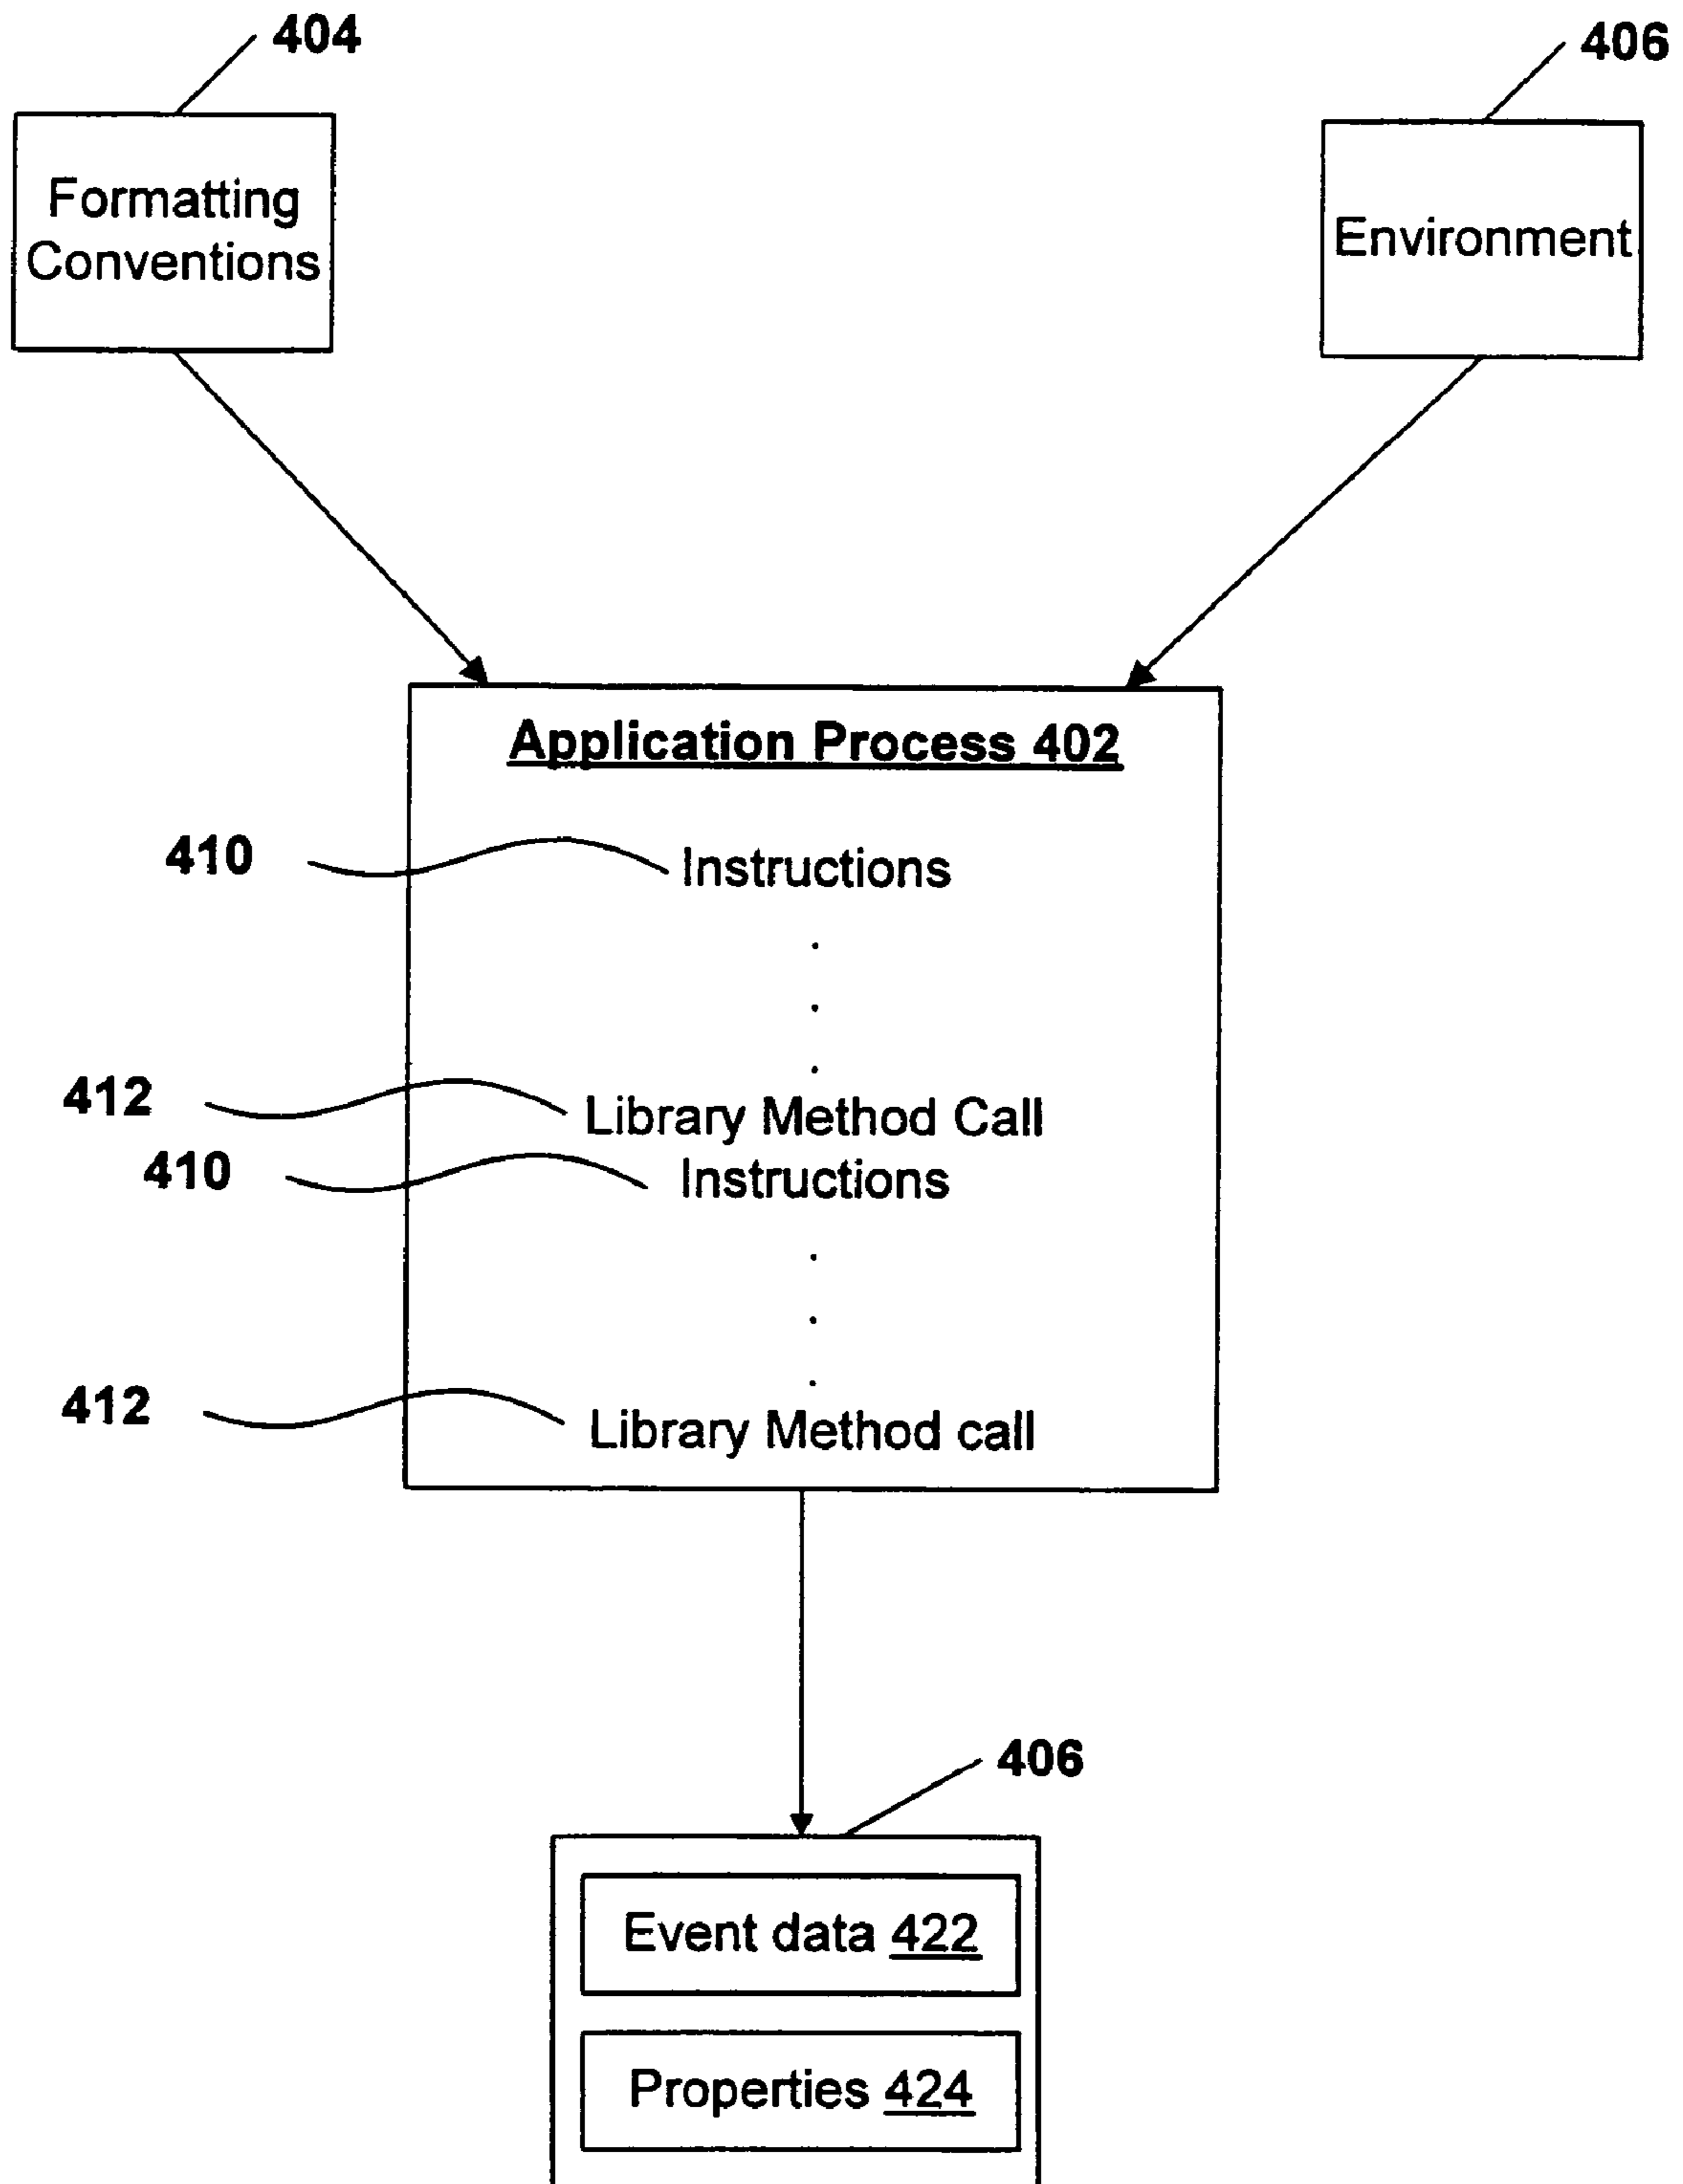 404
406
Formatting
Conventions
Environment
Application Process 402
410
Instructions
412
Library Method Call
410
Instructions
412
Library Method call
406
Event data 422
Properties 424